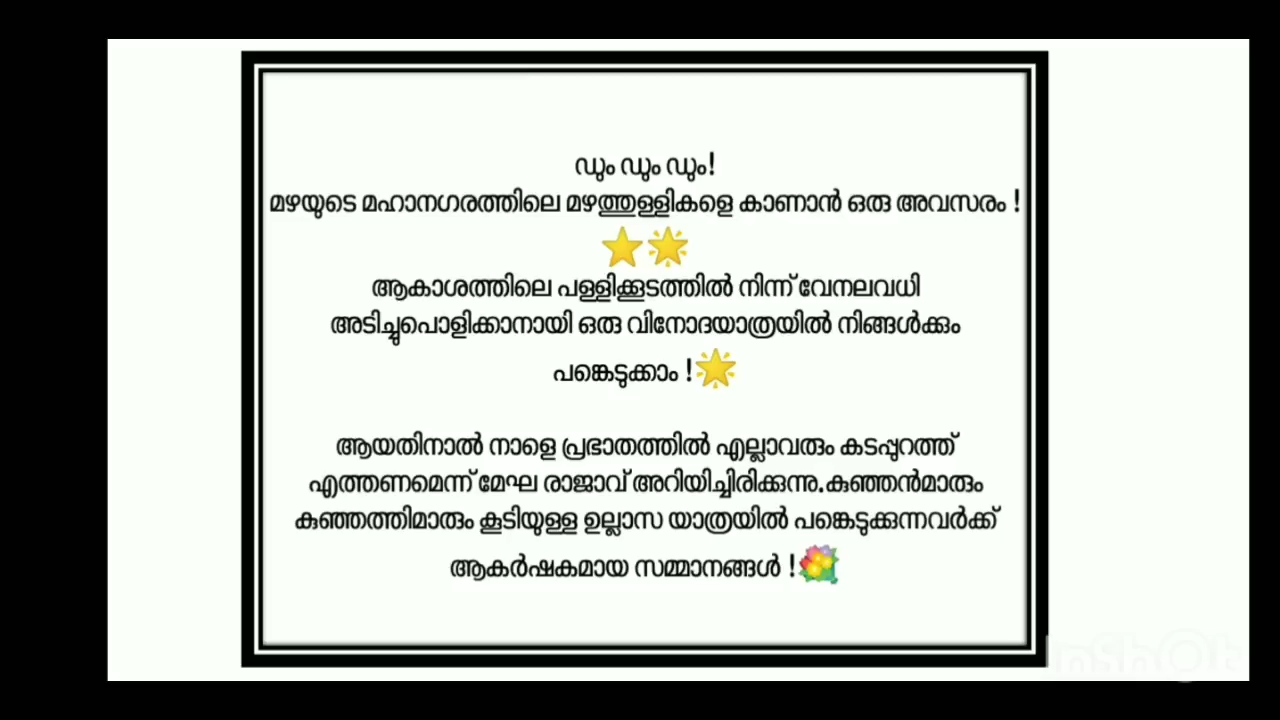 ഡും ഡും ഡും!
മഴയുടെ മഹാനഗരത്തിലെ മഴത്തുള്ളികളെ കാണാൻ ഒരു അവസരം !
⭐🌟
ആകാശത്തിലെ പള്ളിക്കൂടത്തിൽ നിന്ന് വേനലവധി
അടിച്ചുപൊളിക്കാനായി ഒരു വിനോദയാത്രയിൽ നിങ്ങൾക്കും
പങ്കെടുക്കാം !🌟
ആയതിനാൽ നാളെ പ്രഭാതത്തിൽ എല്ലാവരും കടപ്പുറത്ത്
എത്തണമെന്ന് മേഘ രാജാവ് അറിയിച്ചിരിക്കുന്നു.കുഞ്ഞൻമാരും
കുഞ്ഞത്തിമാരും കൂടിയുള്ള ഉല്ലാസ യാത്രയിൽ പങ്കെടുക്കുന്നവർക്ക്
ആകർഷകമായ സമ്മാനങ്ങൾ !💐
InShOt